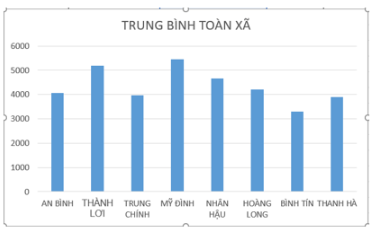 TRUNG BÌNH TOÀN XÃ
6000
5000
4000
3000
2000
1000
0
AN BÌNH
THÀNH LỢI
TRUNG CHÍNH
MỸ ĐÌNH
NHÂN HẬU
HOÀNG LONG
BÌNH TÍN
THANH HÀ